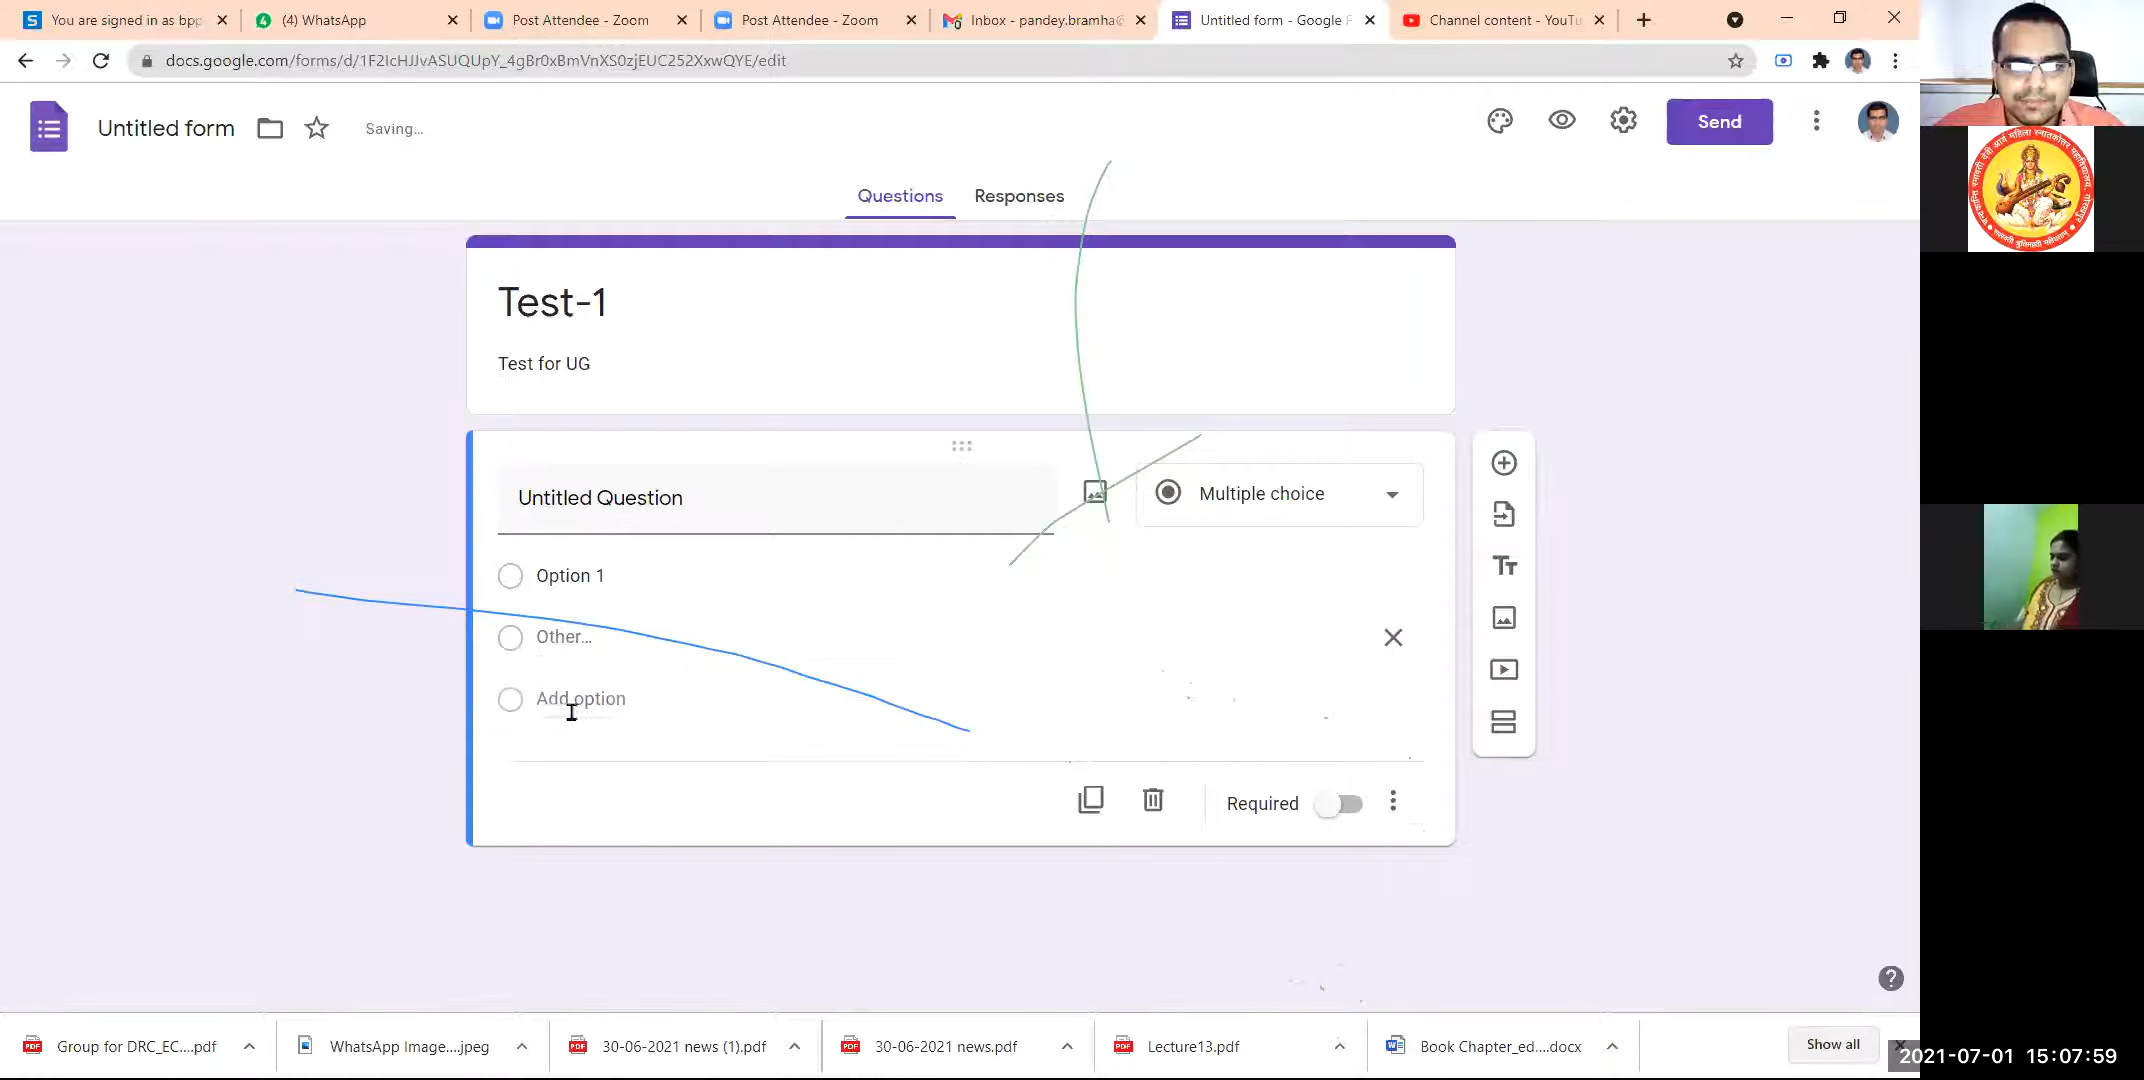 You are signed in as bpp
(4) WhatsApp
Post Attendee - Zoom
Post Attendee - Zoom
Inbox - pandey.bramha@
Untitled form - Google F
Channel content - YouTu
docs.google.com/forms/d/1F2IcHJJvASUQUpY_4gBr0xBmVnXS0zjEUC252XxwQYE/edit
Untitled form
Saving...
Send
Questions
Responses
Test-1
Test for UG
Untitled Question
Multiple choice
Option 1
Other...
Add option
Required
Group for DRC_EC....pdf
WhatsApp Image....jpeg
30-06-2021 news (1).pdf
30-06-2021 news.pdf
Lecture13.pdf
Book Chapter_ed....docx
Show all
2021-07-01 15:07:59